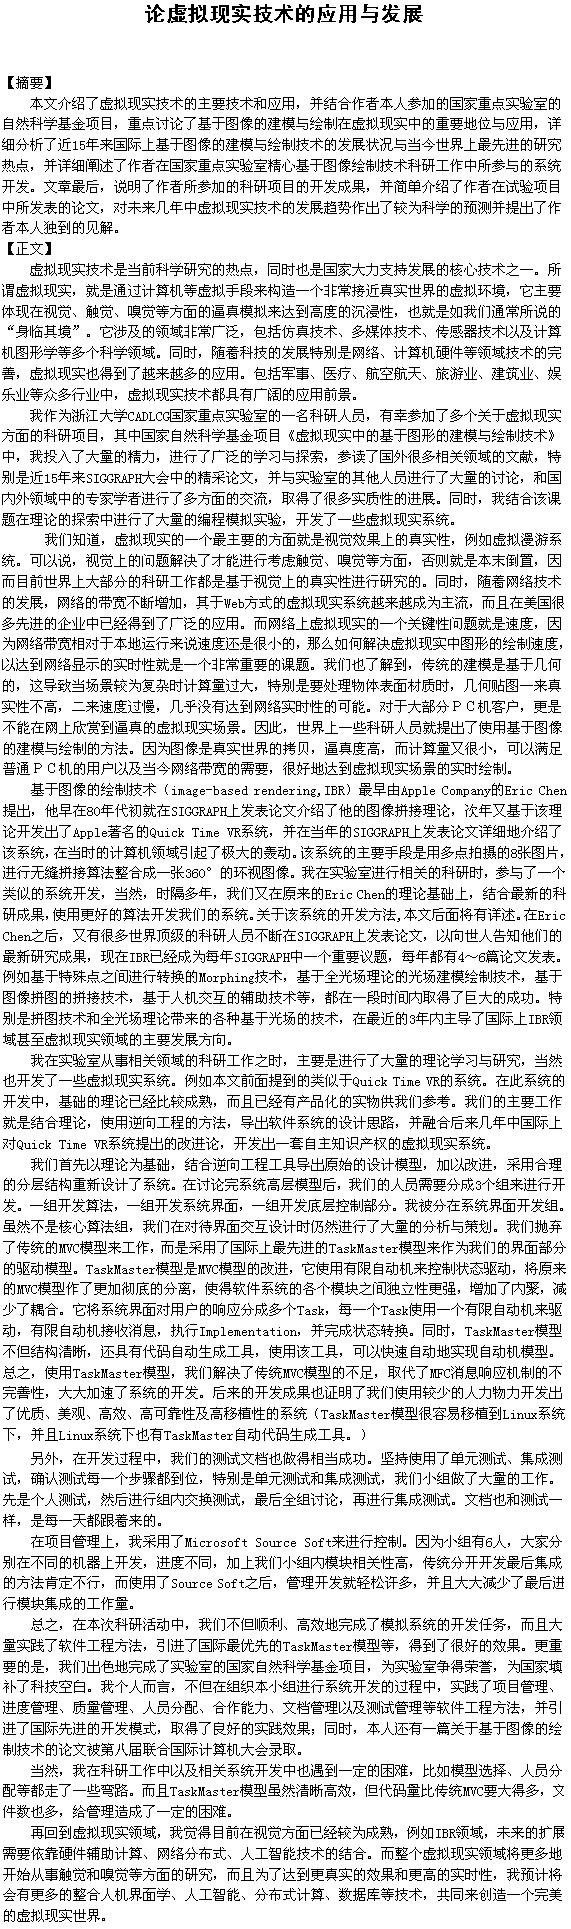 论虚拟现实技术的应用与发展
【摘要】
本文介绍了虚拟现实技术的主要技术和应用，并结合作者本人参加的国家重点实验室的
自然科学基金项目，重点讨论了基于图像的建模与绘制在虚拟现实中的重要地位与应用，详
细分析了近15年来国际上基于图像的建模与绘制技术的发展状况与当今世界上最先进的研究
热点，并详细阐述了作者在国家重点实验室精心基于图像绘制技术科研工作中所参与的系统
开发。文章最后，说明了作者所参加的科研项目的开发成果，并简单介绍了作者在试验项目
中所发表的论文，对未来几年中虚拟现实技术的发展趋势作出了较为科学的预测并提出了作
者本人独到的见解。
【正文】
虚拟现实技术是当前科学研究的热点，同时也是国家大力支持发展的核心技术之一。所
谓虚拟现实，就是通过计算机等虚拟手段来构造一个非常接近真实世界的虚拟环境，它主要
体现在视觉、触觉、嗅觉等方面的逼真模拟来达到高度的沉浸性，也就是如我们通常所说的
“身临其境”。它涉及的领域非常广泛，包括仿真技术、多媒体技术、传感器技术以及计算
机图形学等多个科学领域。同时，随着科技的发展特别是网络、计算机硬件等领域技术的完
善，虚拟现实也得到了越来越多的应用。包括军事、医疗、航空航天、旅游业、建筑业、娱
乐业等众多行业中，虚拟现实技术都具有广阔的应用前景。
我作为浙江大学CADLCG国家重点实验室的一名科研人员，有幸参加了多个关于虚拟现实
方面的科研项目，其中国家自然科学基金项目《虚拟现实中的基于图形的建模与绘制技术》
中，我投入了大量的精力，进行了广泛的学习与探索，参读了国外很多相关领域的文献，特
别是近15年来SIGGRAPH大会中的精采论文，并与实验室的其他人员进行了大量的讨论，和国
内外领域中的专家学者进行了多方面的交流，取得了很多实质性的进展。同时，我结合该课
题在理论的探索中进行了大量的编程模拟实验，开发了一些虚拟现实系统。
我们知道，虚拟现实的一个最主要的方面就是视觉效果上的真实性，例如虚拟漫游系
统。可以说，视觉上的问题解决了才能进行考虑触觉、嗅觉等方面，否则就是本末倒置，因
而目前世界上大部分的科研工作都是基于视觉上的真实性进行研究的。同时，随着网络技术
的发展，网络的带宽不断增加，其于Web方式的虚拟现实系统越来越成为主流，而且在美国很
多先进的企业中已经得到了广泛的应用。而网络上虚拟现实的一个关键性问题就是速度，因
为网络带宽相对于本地运行来说速度还是很小的，那么如何解决虚拟现实中图形的绘制速度，
以达到网络显示的实时性就是一个非常重要的课题。我们也了解到，传统的建模是基于几何
的，这导致当场景较为复杂时计算量过大，特别是要处理物体表面材质时，几何贴图一来真
实性不高，二来速度过慢，几乎没有达到网络实时性的可能。对于大部分ＰＣ机客户，更是
不能在网上欣赏到逼真的虚拟现实场景。因此，世界上一些科研人员就提出了使用基于图像
的建模与绘制的方法。因为图像是真实世界的拷贝，逼真度高，而计算量又很小，可以满足
普通ＰＣ机的用户以及当今网络带宽的需要，很好地达到虚拟现实场景的实时绘制。
基于图像的绘制技术（image-based rendering,IBR）最早由Apple Company的Eric Chen
提出，他早在80年代初就在SIGGRAPH上发表论文介绍了他的图像拼接理论，次年又基于该理
论开发出了Apple著名的Quick Time VR系统，并在当年的SIGGRAPH上发表论文详细地介绍了
该系统，在当时的计算机领域引起了极大的轰动。该系统的主要手段是用多点拍摄的8张图片，
进行无缝拼接算法整合成一张360°的环视图像。我在实验室进行相关的科研时，参与了一个
类似的系统开发，当然，时隔多年，我们又在原来的Eric Chen的理论基础上，结合最新的科
研成果，使用更好的算法开发我们的系统。关于该系统的开发方法,本文后面将有详述。在Eric
Chen之后，又有很多世界顶级的科研人员不断在SIGGRAPH上发表论文，以向世人告知他们的
最新研究成果，现在IBR已经成为每年SIGGRAPH中一个重要议题，每年都有4～6篇论文发表。
例如基于特殊点之间进行转换的Morphing技术，基于全光场理论的光场建模绘制技术，基于
图像拼图的拼接技术，基于人机交互的辅助技术等，都在一段时间内取得了巨大的成功。特
别是拼图技术和全光场理论带来的各种基于光场的技术，在最近的3年内主导了国际上IBR领
域甚至虚拟现实领域的主要发展方向。
我在实验室从事相关领域的科研工作之时，主要是进行了大量的理论学习与研究，当然
也开发了一些虚拟现实系统。例如本文前面提到的类似于Quick Time VR的系统。在此系统的
开发中，基础的理论已经比较成熟，而且已经有产品化的实物供我们参考。我们的主要工作
就是结合理论，使用逆向工程的方法，导出软件系统的设计思路，并融合后来几年中国际上
对Quick Time VR系统提出的改进论，开发出一套自主知识产权的虚拟现实系统。
我们首先以理论为基础，结合逆向工程工具导出原始的设计模型，加以改进，采用合理
的分层结构重新设计了系统。在讨论完系统高层模型后，我们的人员需要分成3个组来进行开
发。一组开发算法，一组开发系统界面，一组开发底层控制部分。我被分在系统界面开发组。
虽然不是核心算法组，我们在对待界面交互设计时仍然进行了大量的分析与策划。我们抛弃
了传统的MVC模型来工作，而是采用了国际上最先进的TaskMaster模型来作为我们的界面部分
的驱动模型。TaskMaster模型是MVC模型的改进，它使用有限自动机来控制状态驱动，将原来
的MVC模型作了更加彻底的分离，使得软件系统的各个模块之间独立性更强，增加了内聚，减
少了耦合。它将系统界面对用户的响应分成多个Task，每一个Task使用一个有限自动机来驱
动，有限自动机接收消息，执行Implementation，并完成状态转换。同时，TaskMaster模型
不但结构清晰，还具有代码自动生成工具，使用该工具，可以快速自动地实现自动机模型。
总之，使用TaskMaster模型，我们解决了传统MVC模型的不足，取代了MFC消息响应机制的不
完善性，大大加速了系统的开发。后来的开发成果也证明了我们使用较少的人力物力开发出
了优质、美观、高效、高可靠性及高移植性的系统（TaskMaster模型很容易移植到Linux系统
下，并且Linux系统下也有TaskMaster自动代码生成工具。）
另外，在开发过程中，我们的测试文档也做得相当成功。坚持使用了单元测试、集成测
试，确认测试每一个步骤都到位，特别是单元测试和集成测试，我们小组做了大量的工作。
先是个人测试，然后进行组内交换测试，最后全组讨论，再进行集成测试。文档也和测试一
样，是每一天都跟着来的。
在项目管理上，我采用了Microsoft Source Soft来进行控制。因为小组有6人，大家分
别在不同的机器上开发，进度不同，加上我们小组内模块相关性高，传统分开开发最后集成
的方法肯定不行，而使用了Source Soft之后，管理开发就轻松许多，并且大大减少了最后进
行模块集成的工作量。
总之，在本次科研活动中，我们不但顺利、高效地完成了模拟系统的开发任务，而且大
量实践了软件工程方法，引进了国际最优先的TaskMaster模型等，得到了很好的效果。更重
要的是，我们出色地完成了实验室的国家自然科学基金项目，为实验室争得荣誉，为国家填
补了科技空白。我个人而言，不但在组织本小组进行系统开发的过程中，实践了项目管理、
进度管理、质量管理、人员分配、合作能力、文档管理以及测试管理等软件工程方法，并引
进了国际先进的开发模式，取得了良好的实践效果；同时，本人还有一篇关于基于图像的绘
制技术的论文被第八届联合国际计算机大会录取。
当然，我在科研工作中以及相关系统开发中也遇到一定的困难，比如模型选择、人员分
配等都走了一些弯路。而且TaskMaster模型虽然清晰高效，但代码量比传统MVC要大得多，文
件数也多，给管理造成了一定的困难。
再回到虚拟现实领域，我觉得目前在视觉方面已经较为成熟，例如IBR领域，未来的扩展
需要依靠硬件辅助计算、网络分布式、人工智能技术的结合。而整个虚拟现实领域将更多地
开始从事触觉和嗅觉等方面的研究，而且为了达到更真实的效果和更高的实时性，我预计将
会有更多的整合人机界面学、人工智能、分布式计算、数据库等技术，共同来创造一个完美
的虚拟现实世界。